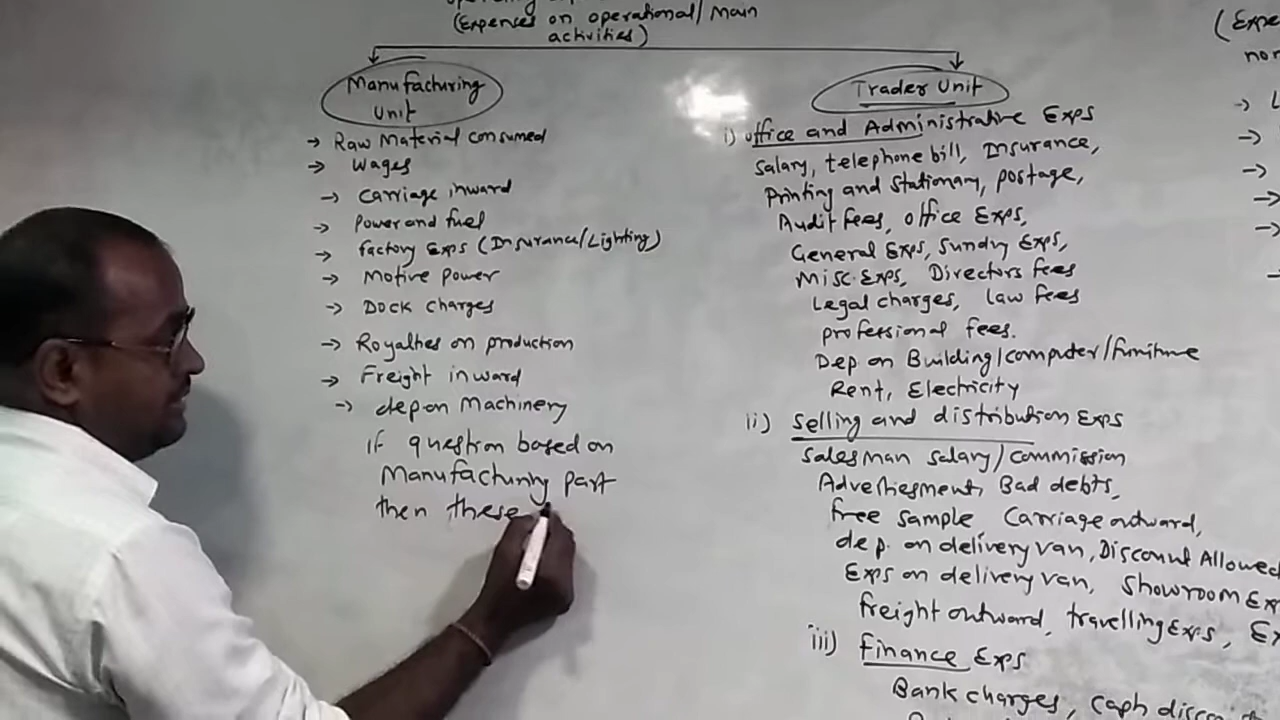 (Expenses on operational/Main
activities)
Manufacturing
Unit
→ Raw Material consumed
→ Wages
→ Carriage inward
→ Power and fuel
→ factory Exps (Insurance/Lighting)
→ Motive power
→ Dock charges
→ Royalties on production
→ Freight inward
→ dep on Machinery
if question based on
Manufacturing part
then these
Trader Unit
i) office and Administrative Exps
Salary, telephone bill, Insurance,
Printing and Stationary, postage,
Audit fees, office Exps,
General Exps, Sundry Exps,
Misc. Exps, Directors fees
Legal charges, law fees
professional fees.
Dep on Building/computer/furniture
Rent, Electricity
ii) Selling and distribution Exps
Salesman salary/commission
Advertiesment, Bad debts,
free sample Carriage outward,
dep. on delivery van, Discount Allowed
Exps on delivery van, Showroom Ex
freight outward, travelling Exps, E
iii) Finance Exps
Bank charges,
(Expe
non
→ L
→
→
→
→
→